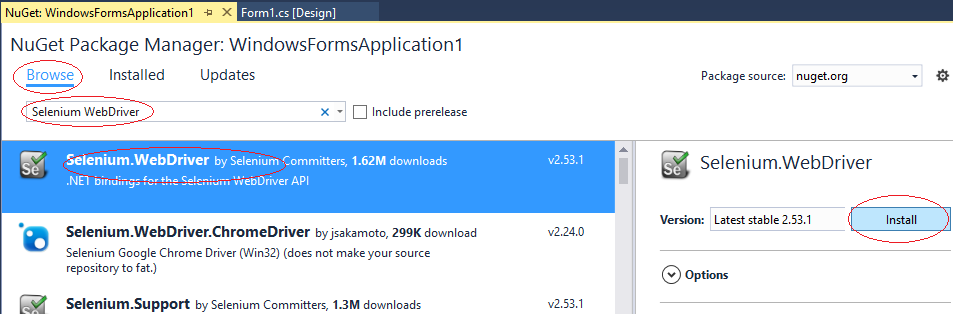 NuGet: WindowsFormsApplication1
Form1.cs [Design]
NuGet Package Manager: WindowsFormsApplication1
Browse Installed Updates
Package source: nuget.org
Selenium WebDriver
Include prerelease
Se
Selenium.WebDriver by Selenium Committers, 1.62M downloads v2.53.1
.NET bindings for the Selenium WebDriver API
Selenium.WebDriver.ChromeDriver by jsakamoto, 299K download v2.24.0
Selenium Google Chrome Driver (Win32) (does not make your source
repository to fat.)
Se
Selenium.Support by Selenium Committers, 1.3M downloads v2.53.1
Se
Selenium.WebDriver
Version: Latest stable 2.53.1 Install
Options